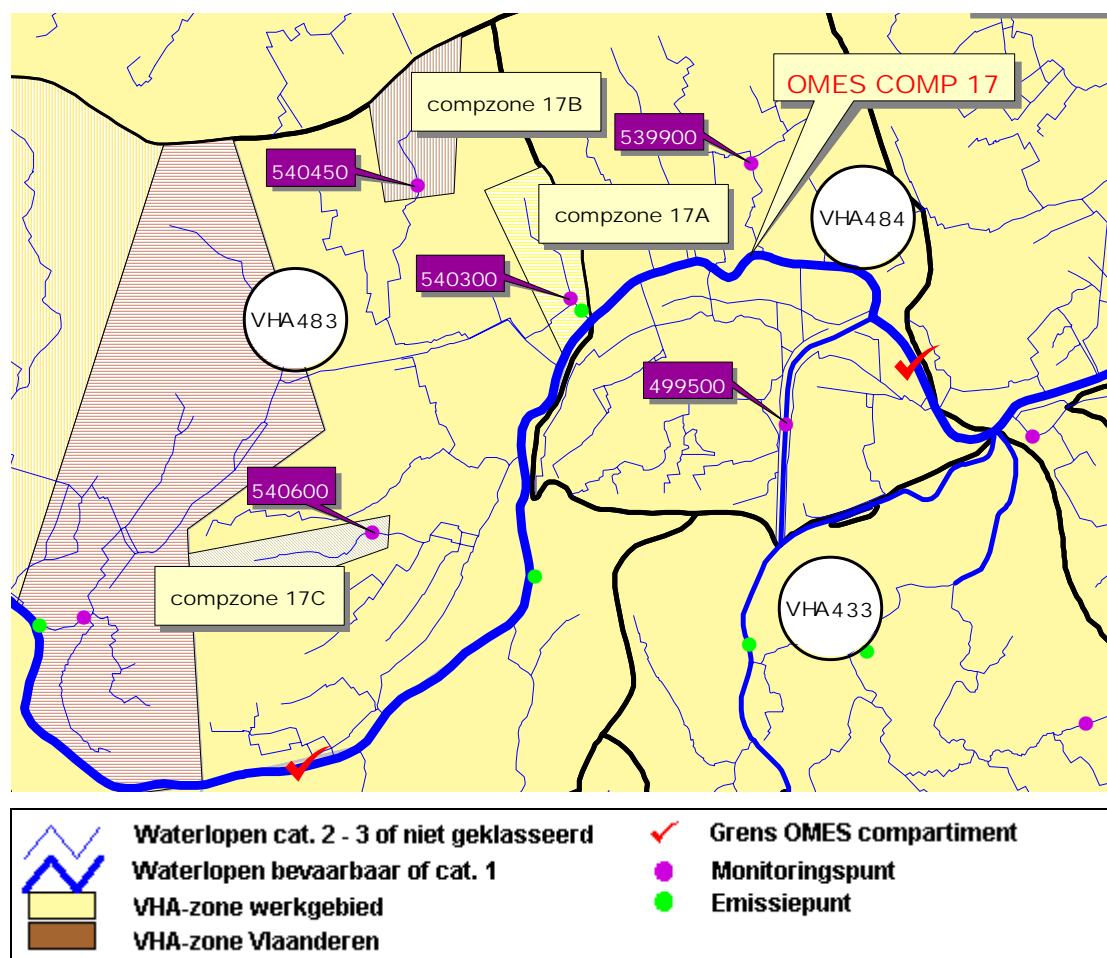 OMES COMP 17
compzone 17B
539900
540450
compzone 17A
VHA484
540300
VHA483
499500
540600
compzone 17C
VHA433
Waterlopen cat. 2 - 3 of niet geklasseerd
Waterlopen bevaarbaar of cat. 1
VHA-zone werkgebied
VHA-zone Vlaanderen
Grens OMES compartiment
Monitoringspunt
Emissiepunt